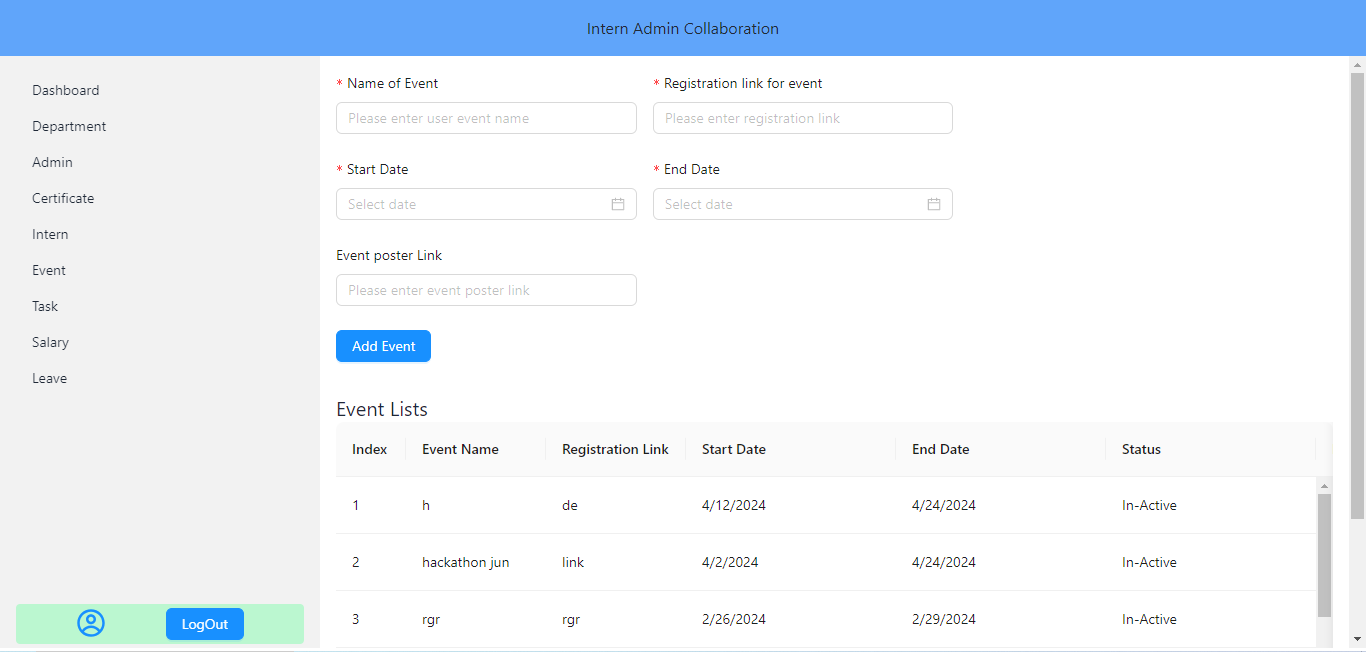 Intern Admin Collaboration
Dashboard
Department
Admin
Certificate
Intern
Event
Task
Salary
Leave
LogOut
* Name of Event * Registration link for event
Please enter user event name Please enter registration link
* Start Date * End Date
Select date Select date
Event poster Link
Please enter event poster link
Add Event
Event Lists
Index Event Name Registration Link Start Date End Date Status
1 h de 4/12/2024 4/24/2024 In-Active
2 hackathon jun link 4/2/2024 4/24/2024 In-Active
3 rgr rgr 2/26/2024 2/29/2024 In-Active